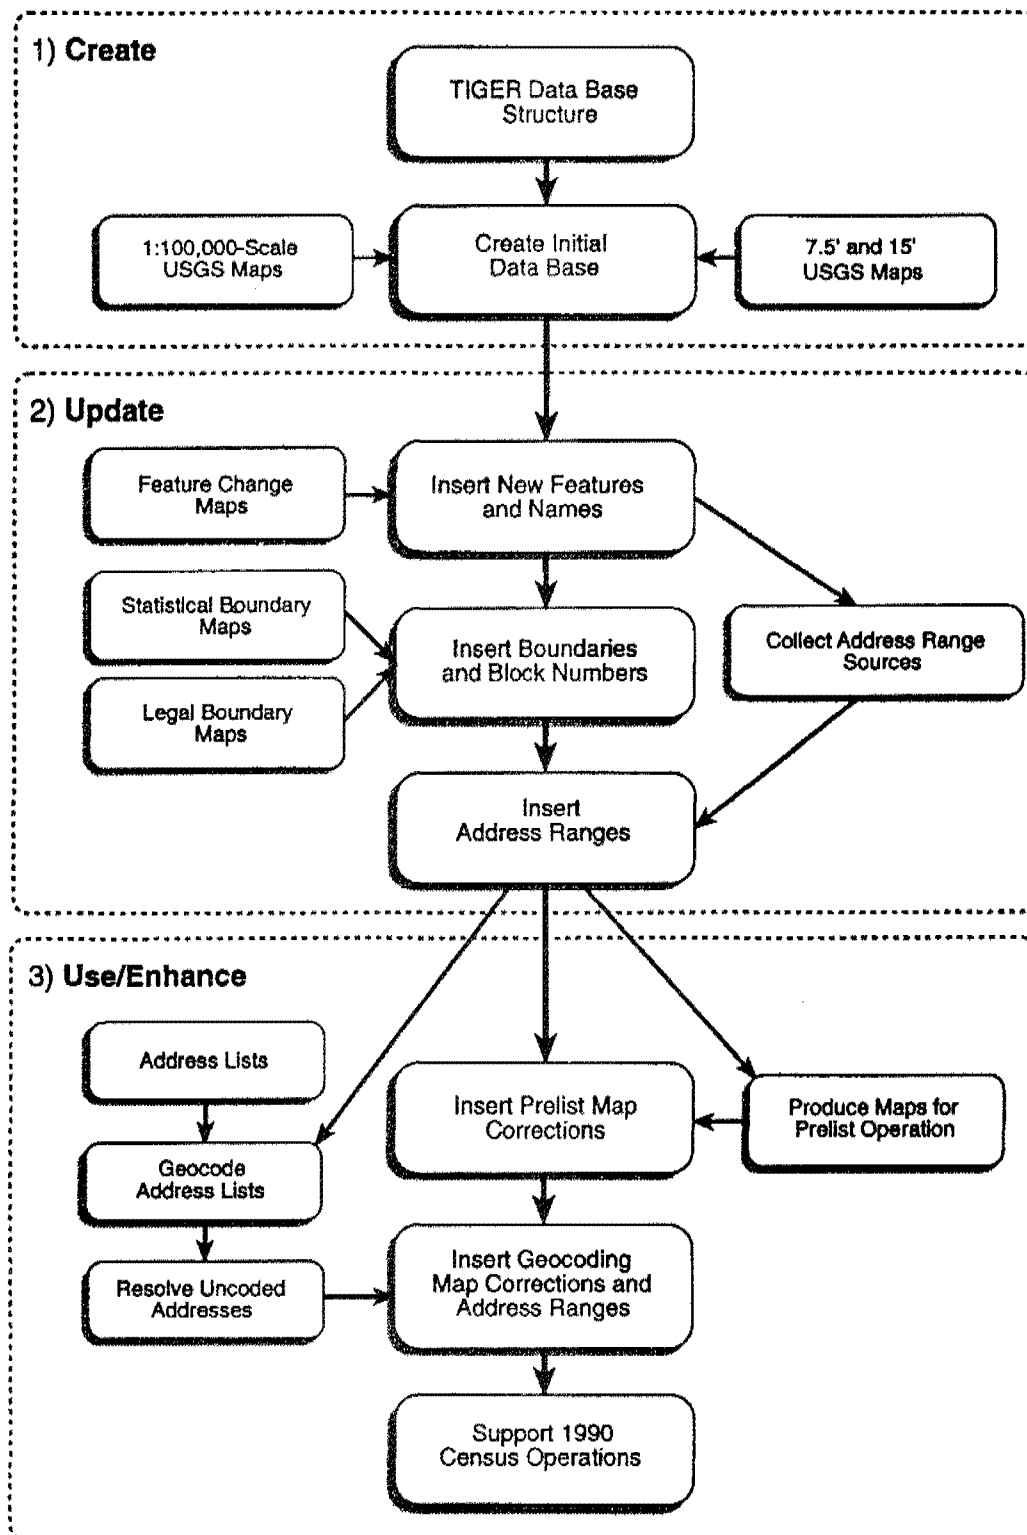 1) Create
TIGER Data Base
Structure
1:100,000-Scale
USGS Maps
Create Initial
Data Base
7.5' and 15'
USGS Maps
2) Update
Feature Change
Maps
Insert New Features
and Names
Statistical Boundary
Maps
Insert Boundaries
and Block Numbers
Collect Address Range
Sources
Legal Boundary
Maps
Insert
Address Ranges
3) Use/Enhance
Address Lists
Insert Prelist Map
Corrections
Produce Maps for
Prelist Operation
Geocode
Address Lists
Resolve Uncoded
Addresses
Insert Geocoding
Map Corrections and
Address Ranges
Support 1990
Census Operations